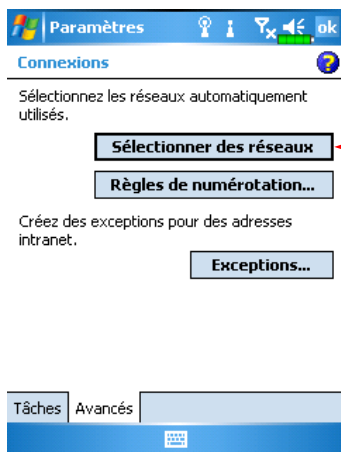 Paramètres ok
Connexions ?
Sélectionnez les réseaux automatiquement
utilisés.
Sélectionner des réseaux
Règles de numérotation...
Créez des exceptions pour des adresses
intranet.
Exceptions...
Tâches Avancés